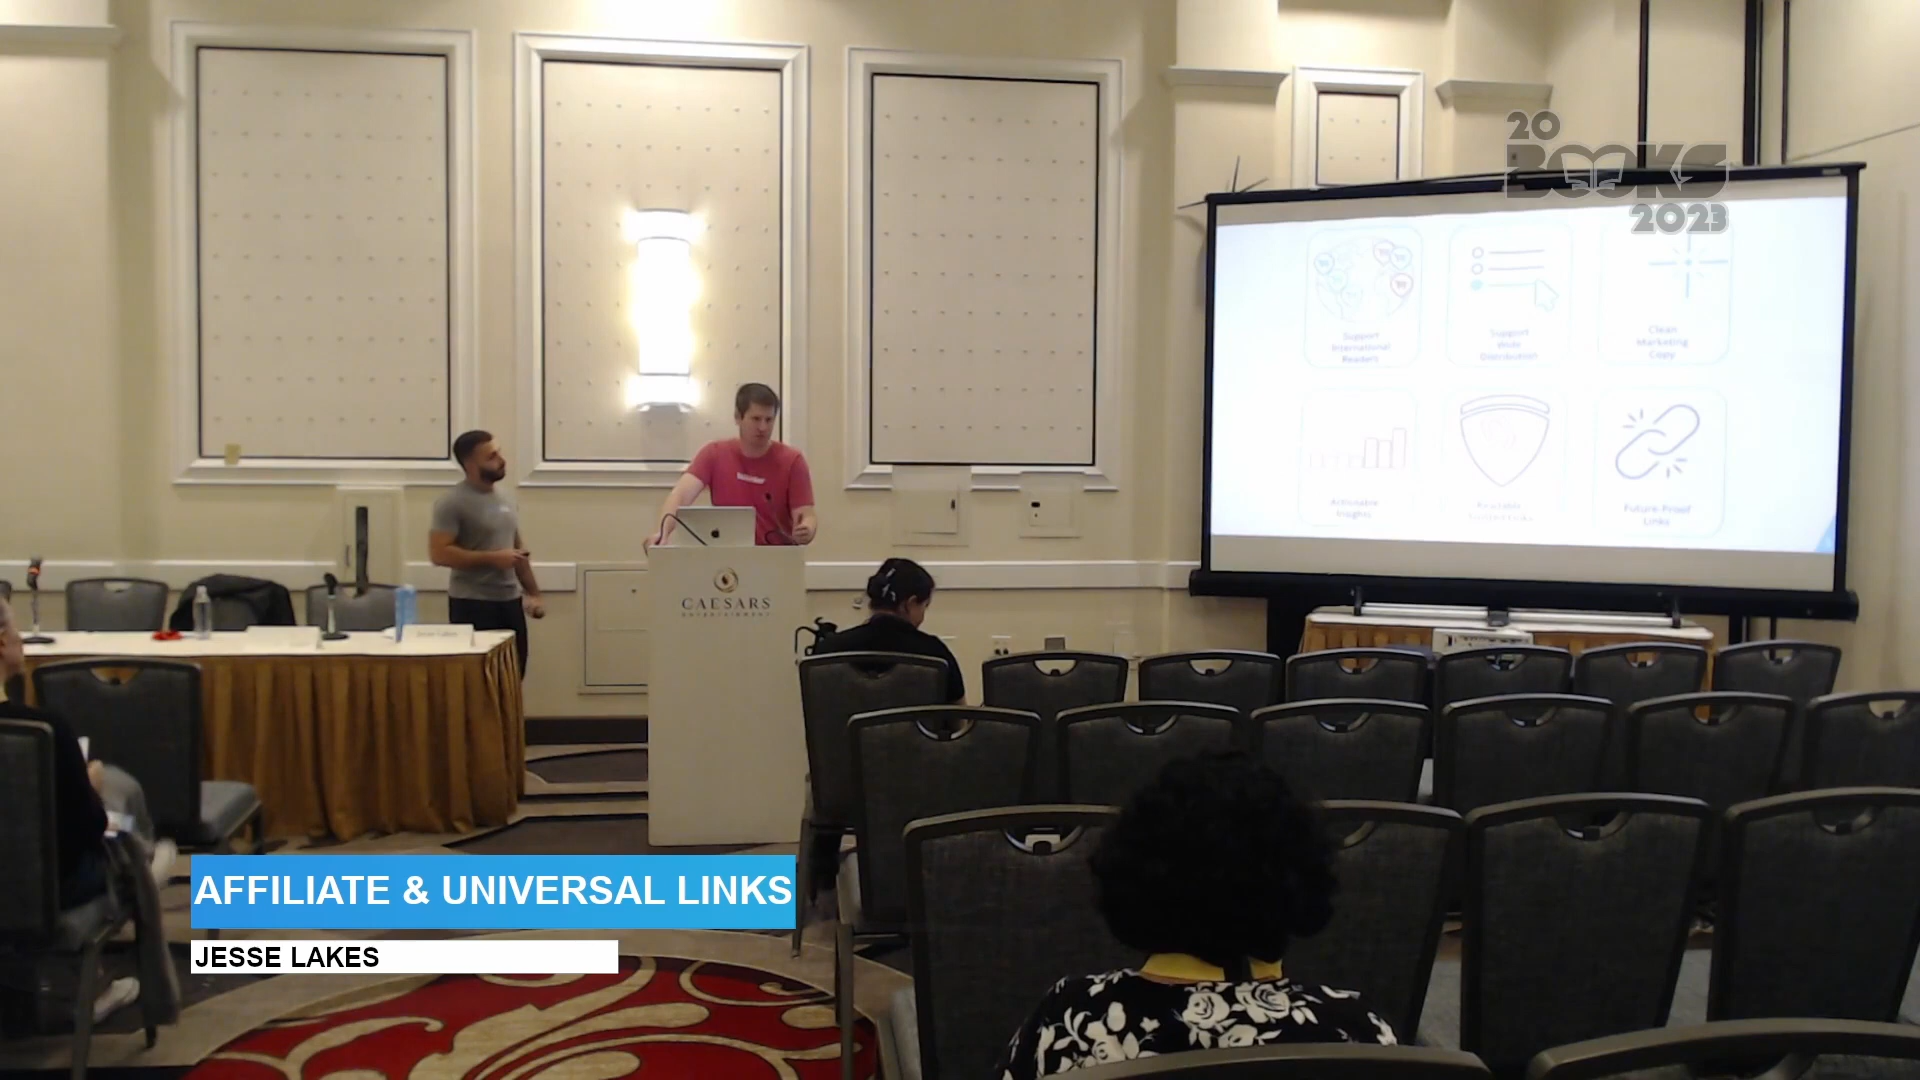 20
BOOKS
2023
Support
International
Readers
Support
Wide
Distribution
Clean
Marketing
Copy
Actionable
Insights
Future-Proof
Links
CAESARS
ENTERTAINMENT
AFFILIATE & UNIVERSAL LINKS
JESSE LAKES